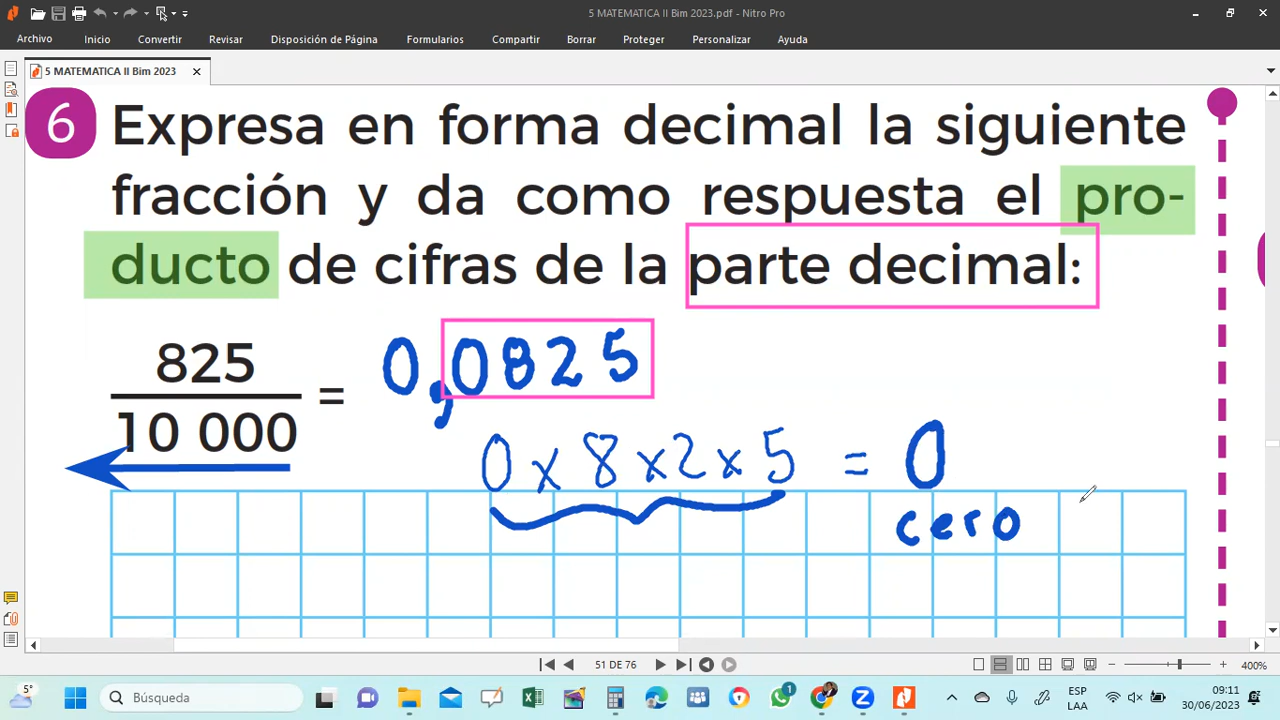 5 MATEMATICA II Bim 2023.pdf - Nitro Pro
Archivo Inicio Convertir Revisar Disposición de Página Formularios Compartir Borrar Proteger Personalizar Ayuda
5 MATEMATICA II Bim 2023
6 Expresa en forma decimal la siguiente
fracción y da como respuesta el pro-
ducto de cifras de la parte decimal:
825
10 000
= 0,0825
0 x 8 x 2 x 5 = 0
cero
51 DE 76
400%
5°
Búsqueda
1
ESP
LAA
09:11
30/06/2023